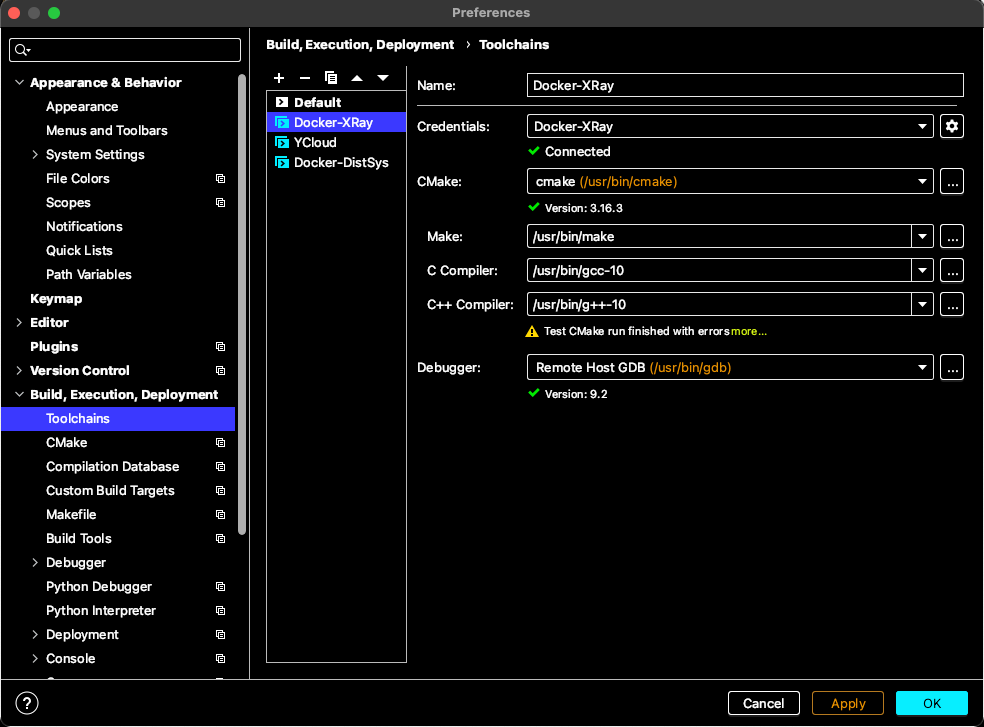 Preferences
Appearance & Behavior
Appearance
Menus and Toolbars
System Settings
File Colors
Scopes
Notifications
Quick Lists
Path Variables
Keymap
Editor
Plugins
Version Control
Build, Execution, Deployment
Toolchains
CMake
Compilation Database
Custom Build Targets
Makefile
Build Tools
Debugger
Python Debugger
Python Interpreter
Deployment
Console
Build, Execution, Deployment › Toolchains
Default
Docker-XRay
YCloud
Docker-DistSys
Name: Docker-XRay
Credentials: Docker-XRay
Connected
CMake: cmake (/usr/bin/cmake) ...
Version: 3.16.3
Make: /usr/bin/make ...
C Compiler: /usr/bin/gcc-10 ...
C++ Compiler: /usr/bin/g++-10 ...
Test CMake run finished with errors more...
Debugger: Remote Host GDB (/usr/bin/gdb) ...
Version: 9.2
? Cancel Apply OK